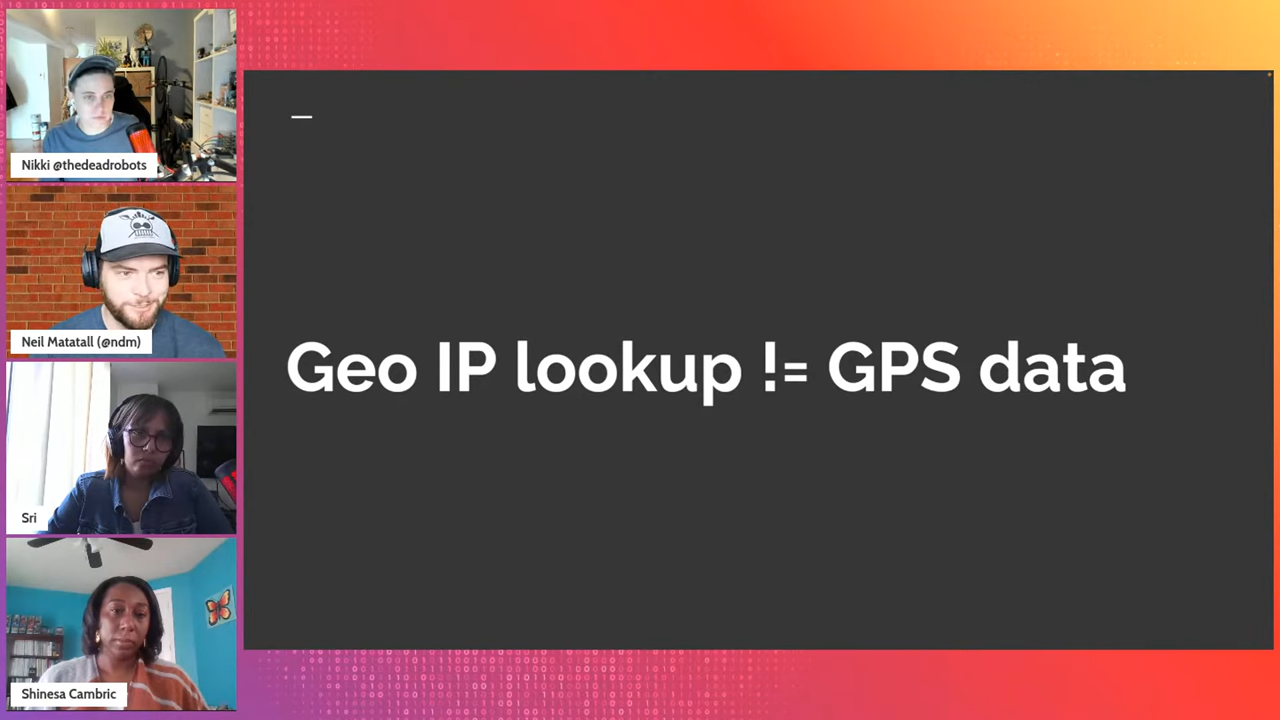 Nikki @thedeadrobots
Neil Matatall (@ndm)
Sri
Shinesa Cambric
Geo IP lookup != GPS data